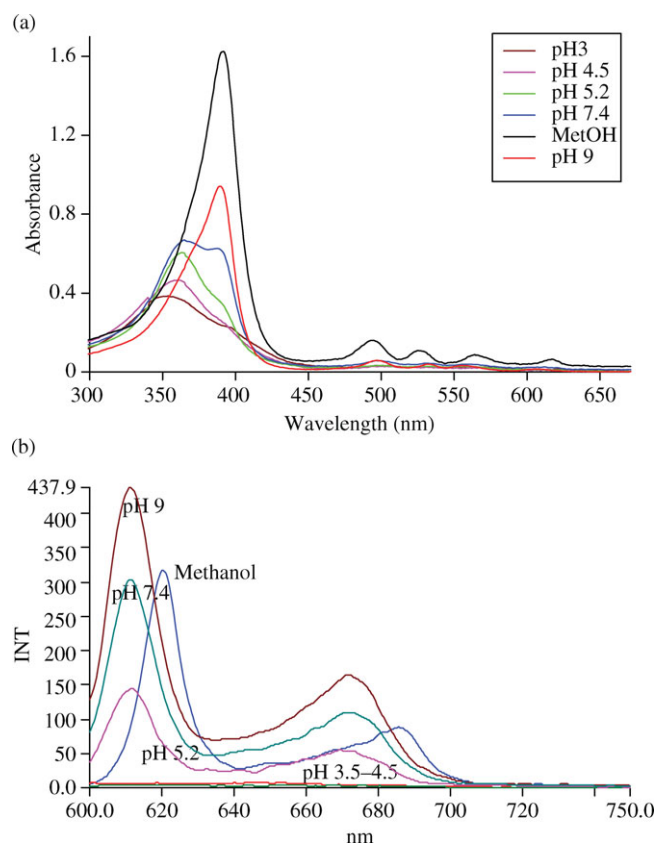 (a)
1.6
1.2
0.8
0.4
0
Absorbance
pH3
pH 4.5
pH 5.2
pH 7.4
MetOH
pH 9
300 350 400 450 500 550 600 650
Wavelength (nm)
(b)
437.9
400
300
250
200
150
100
50
0.0
INT
pH 9
Methanol
pH 7.4
pH 5.2
pH 3.5–4.5
600.0 620 640 660 680 700 720 750.0
nm